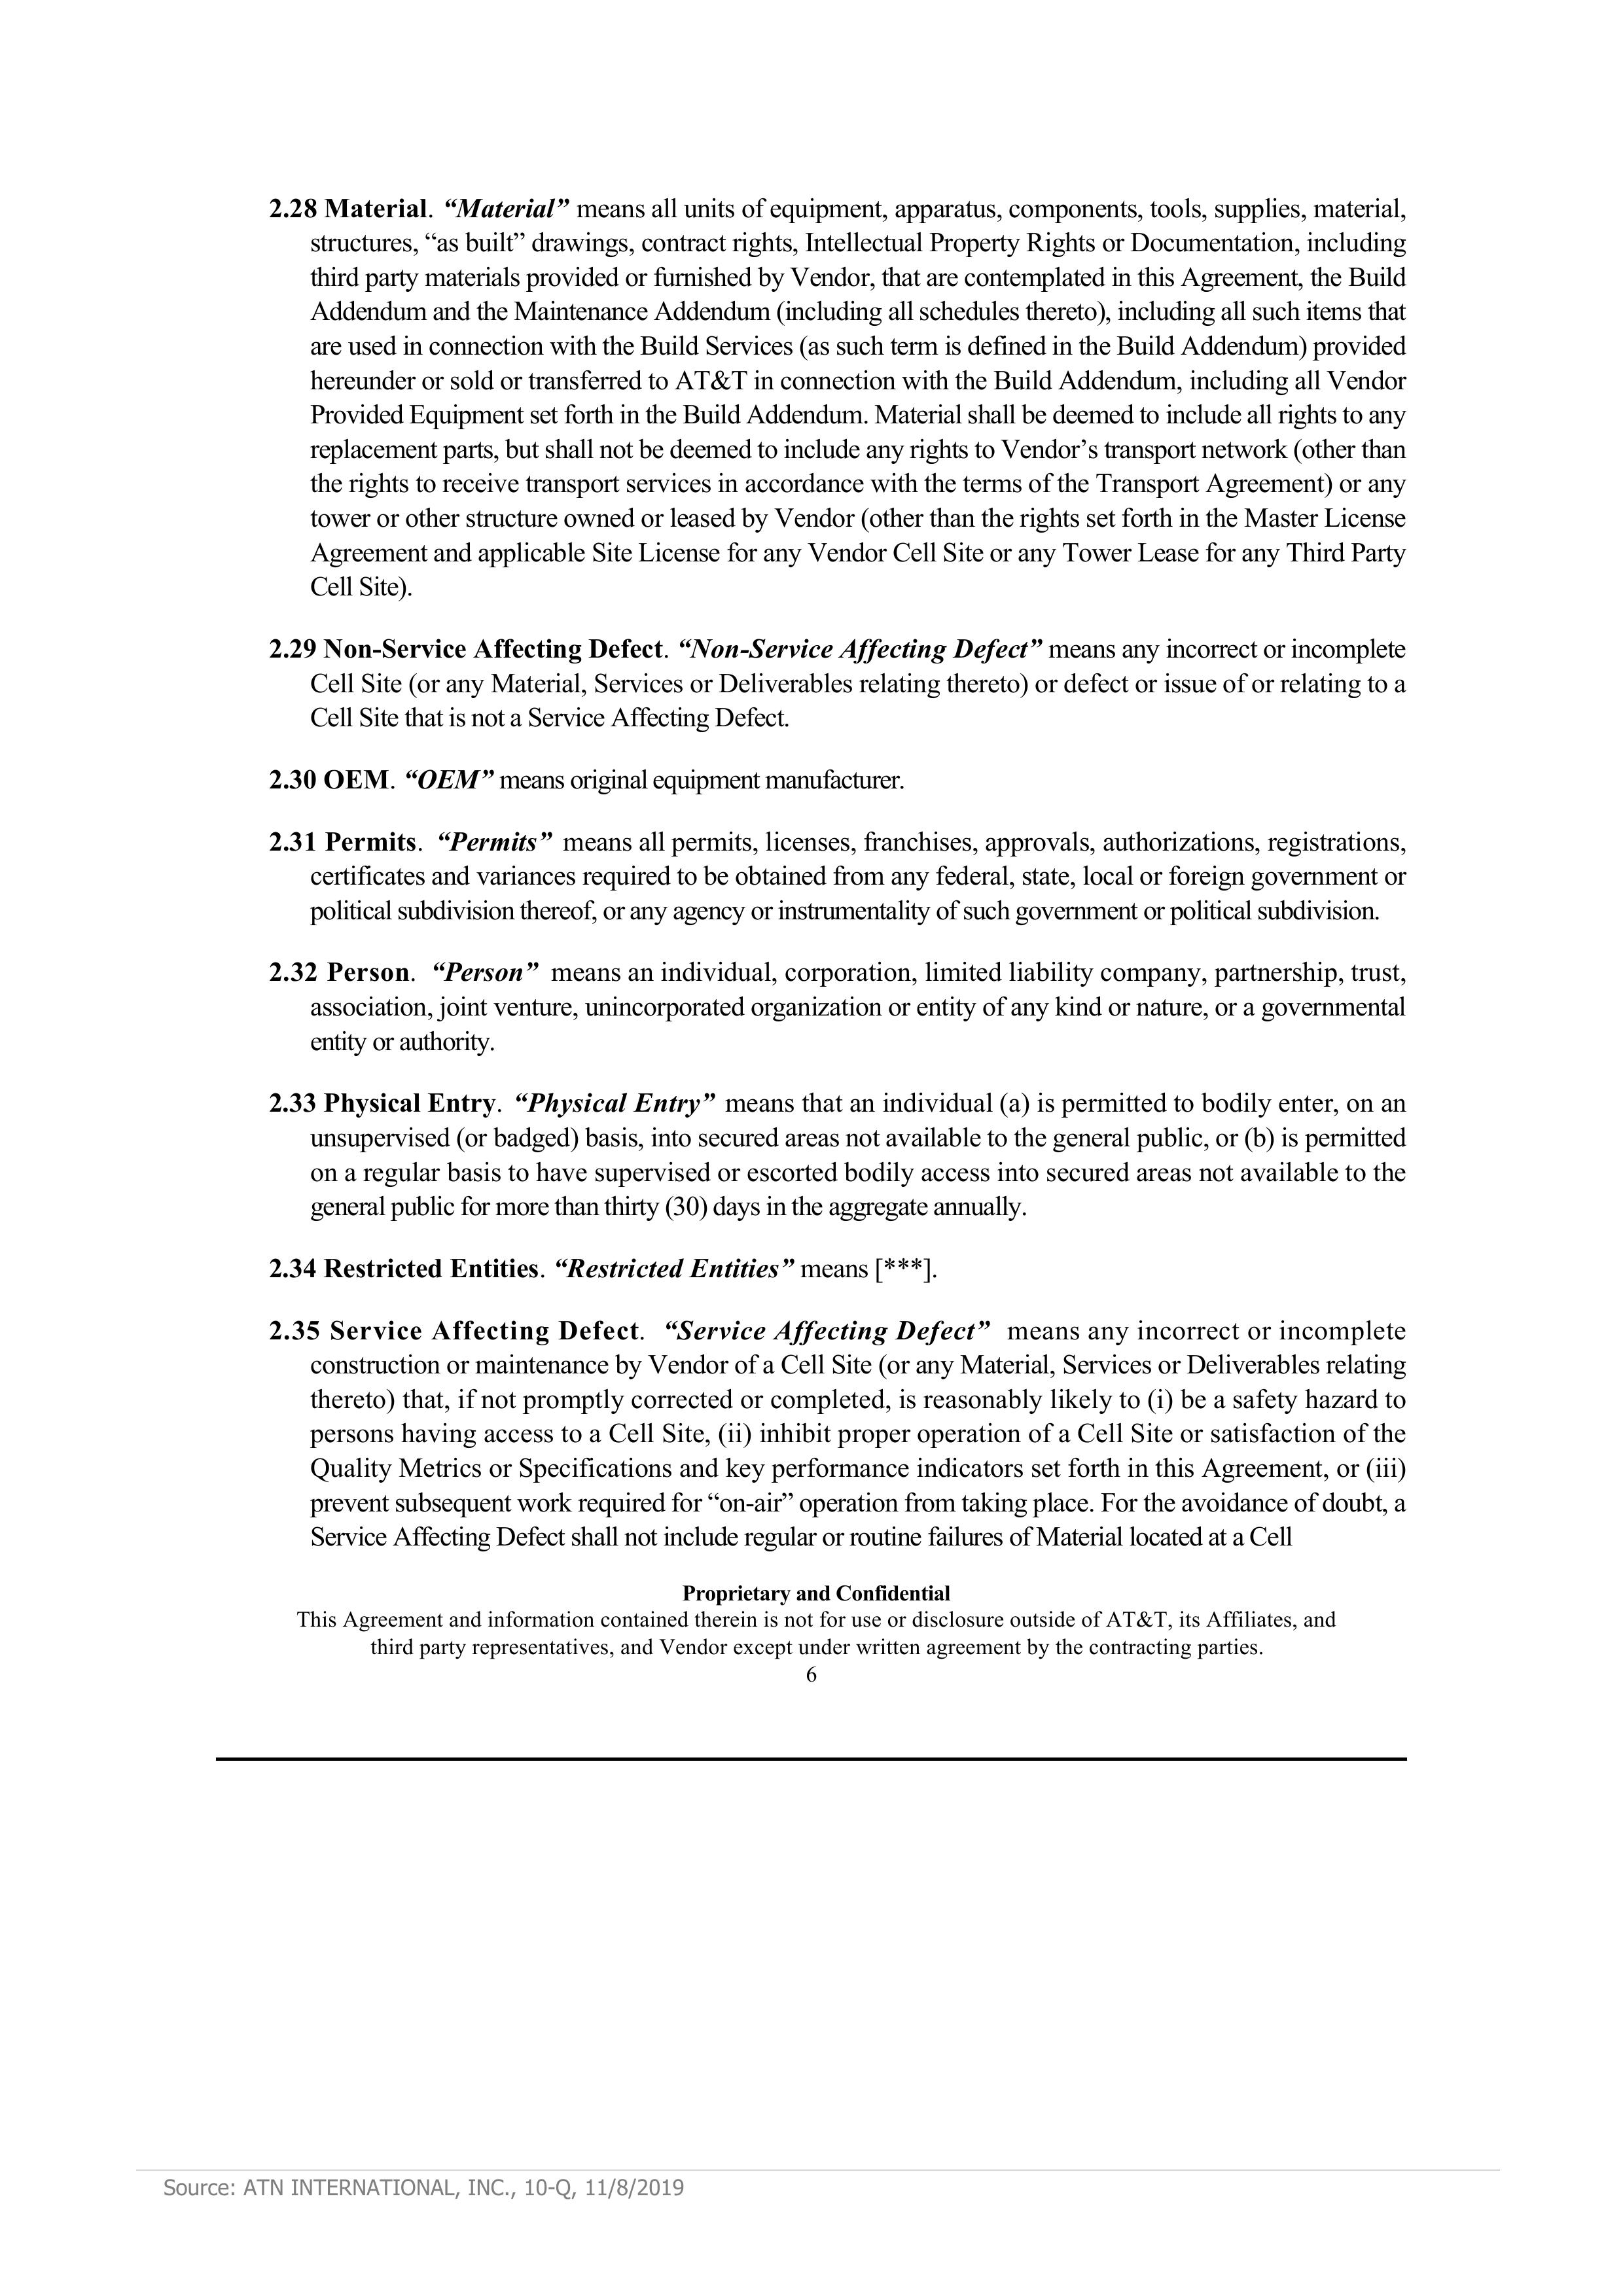 2.28 Material. “Material” means all units of equipment, apparatus, components, tools, supplies, material,
structures, “as built” drawings, contract rights, Intellectual Property Rights or Documentation, including
third party materials provided or furnished by Vendor, that are contemplated in this Agreement, the Build
Addendum and the Maintenance Addendum (including all schedules thereto), including all such items that
are used in connection with the Build Services (as such term is defined in the Build Addendum) provided
hereunder or sold or transferred to AT&T in connection with the Build Addendum, including all Vendor
Provided Equipment set forth in the Build Addendum. Material shall be deemed to include all rights to any
replacement parts, but shall not be deemed to include any rights to Vendor’s transport network (other than
the rights to receive transport services in accordance with the terms of the Transport Agreement) or any
tower or other structure owned or leased by Vendor (other than the rights set forth in the Master License
Agreement and applicable Site License for any Vendor Cell Site or any Tower Lease for any Third Party
Cell Site).
2.29 Non-Service Affecting Defect. “Non-Service Affecting Defect” means any incorrect or incomplete
Cell Site (or any Material, Services or Deliverables relating thereto) or defect or issue of or relating to a
Cell Site that is not a Service Affecting Defect.
2.30 OEM. “OEM” means original equipment manufacturer.
2.31 Permits. “Permits” means all permits, licenses, franchises, approvals, authorizations, registrations,
certificates and variances required to be obtained from any federal, state, local or foreign government or
political subdivision thereof, or any agency or instrumentality of such government or political subdivision.
2.32 Person. “Person” means an individual, corporation, limited liability company, partnership, trust,
association, joint venture, unincorporated organization or entity of any kind or nature, or a governmental
entity or authority.
2.33 Physical Entry. “Physical Entry” means that an individual (a) is permitted to bodily enter, on an
unsupervised (or badged) basis, into secured areas not available to the general public, or (b) is permitted
on a regular basis to have supervised or escorted bodily access into secured areas not available to the
general public for more than thirty (30) days in the aggregate annually.
2.34 Restricted Entities. “Restricted Entities” means [***].
2.35 Service Affecting Defect. “Service Affecting Defect” means any incorrect or incomplete
construction or maintenance by Vendor of a Cell Site (or any Material, Services or Deliverables relating
thereto) that, if not promptly corrected or completed, is reasonably likely to (i) be a safety hazard to
persons having access to a Cell Site, (ii) inhibit proper operation of a Cell Site or satisfaction of the
Quality Metrics or Specifications and key performance indicators set forth in this Agreement, or (iii)
prevent subsequent work required for “on-air” operation from taking place. For the avoidance of doubt, a
Service Affecting Defect shall not include regular or routine failures of Material located at a Cell
Proprietary and Confidential
This Agreement and information contained therein is not for use or disclosure outside of AT&T, its Affiliates, and
third party representatives, and Vendor except under written agreement by the contracting parties.
6
Source: ATN INTERNATIONAL, INC., 10-Q, 11/8/2019